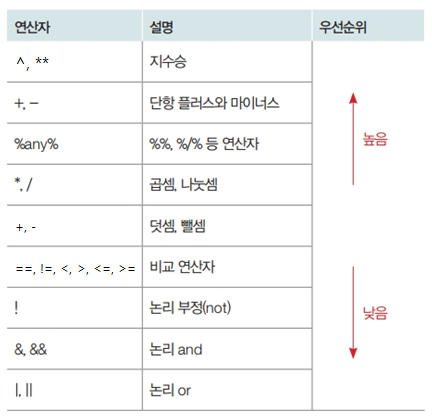 연산자 설명 우선순위
^, ** 지수승
+, − 단항 플러스와 마이너스
%any% %%, %/% 등 연산자
높음
*, / 곱셈, 나눗셈
+, - 덧셈, 뺄셈
==, !=, <, >, <=, >= 비교 연산자
! 논리 부정(not)
낮음
&, && 논리 and
|, || 논리 or